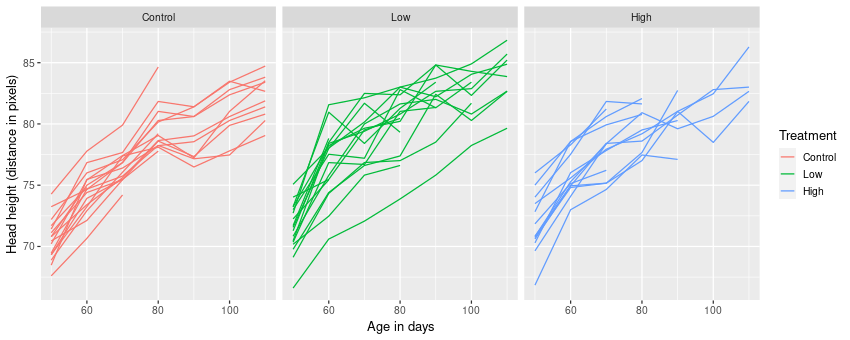 Control Low High
Head height (distance in pixels)
85
80
75
70
60 80 100 60 80 100 60 80 100
Age in days
Treatment
Control
Low
High